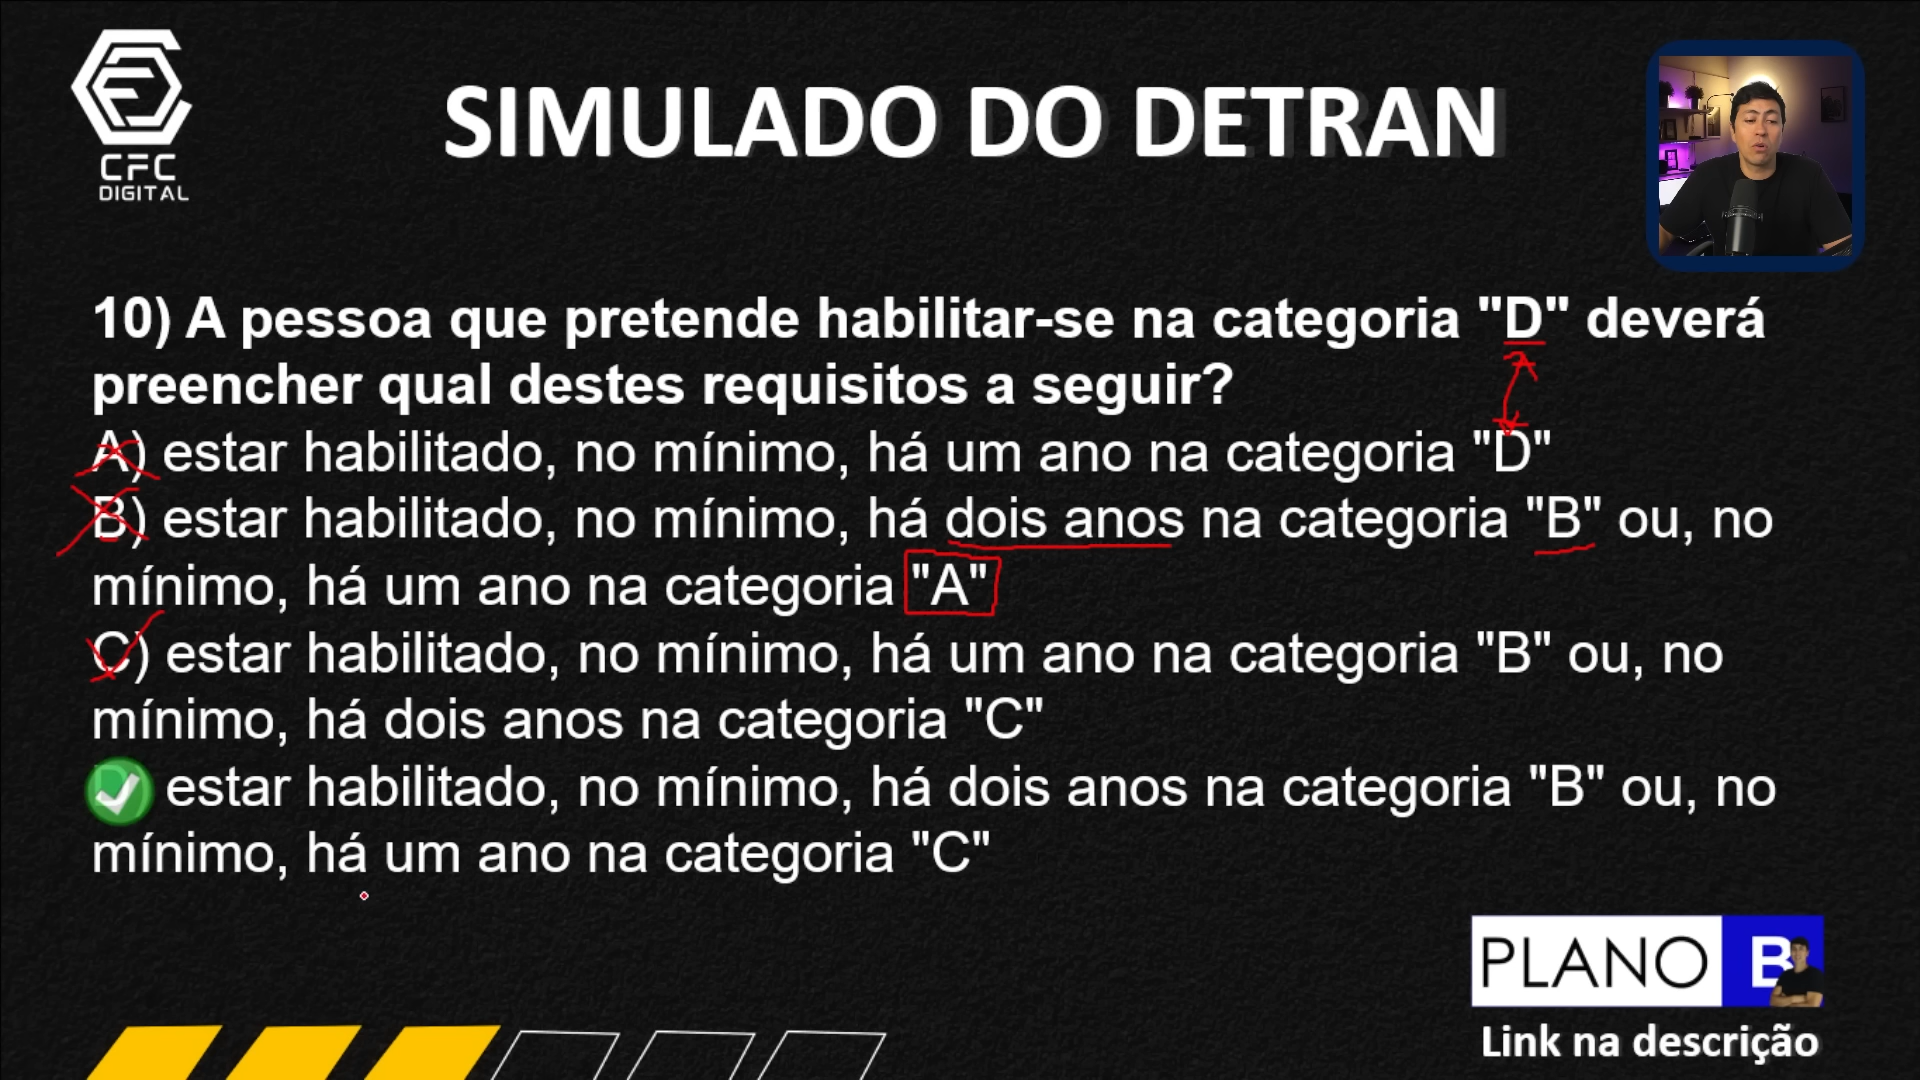 CFC
DIGITAL
SIMULADO DO DETRAN
10) A pessoa que pretende habilitar-se na categoria "D" deverá
preencher qual destes requisitos a seguir?
A) estar habilitado, no mínimo, há um ano na categoria "D"
B) estar habilitado, no mínimo, há dois anos na categoria "B" ou, no
mínimo, há um ano na categoria "A"
C) estar habilitado, no mínimo, há um ano na categoria "B" ou, no
mínimo, há dois anos na categoria "C"
estar habilitado, no mínimo, há dois anos na categoria "B" ou, no
mínimo, há um ano na categoria "C"
PLANO B
Link na descrição